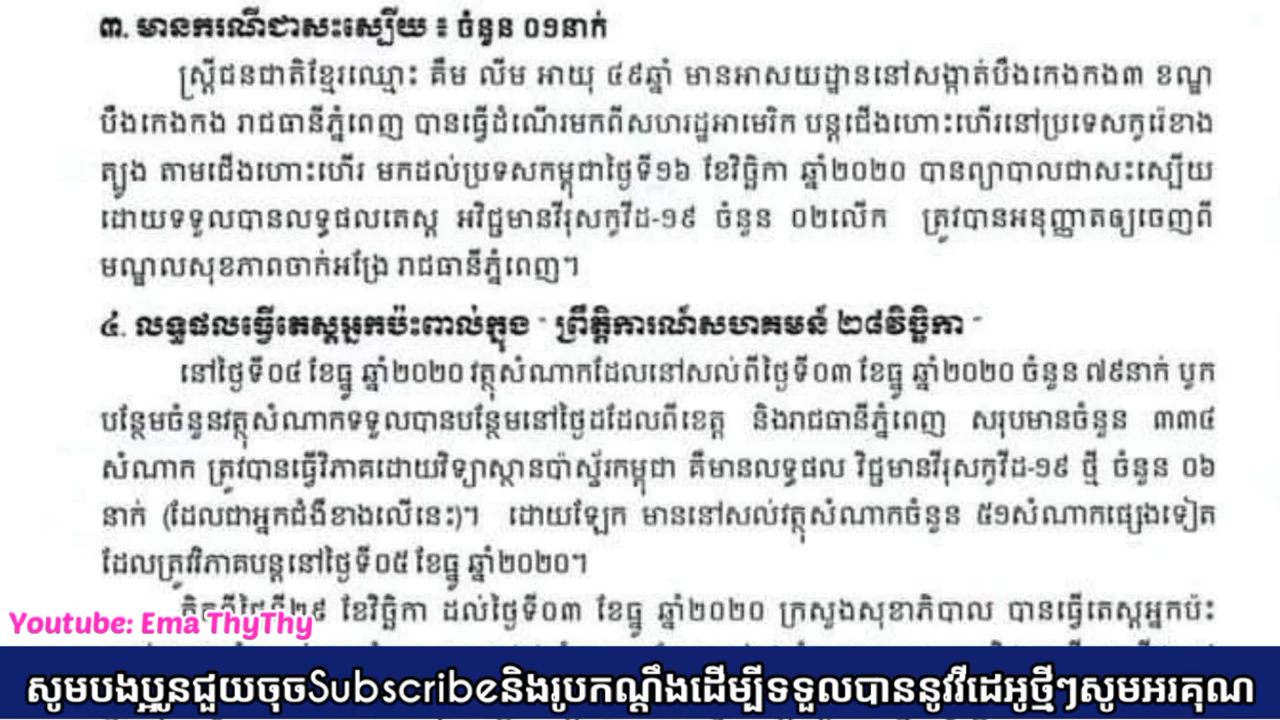 ៣. មានករណីជាសះស្បើយ ៖ ចំនួន ០១នាក់
ស្ត្រីជនជាតិខ្មែរឈ្មោះ គឹម លីម អាយុ ៤៩ឆ្នាំ មានអាសយដ្ឋាននៅសង្កាត់បឹងកេងកង៣ ខណ្ឌ
បឹងកេងកង រាជធានីភ្នំពេញ បានធ្វើដំណើរមកពីសហរដ្ឋអាមេរិក បន្តជើងហោះហើរនៅប្រទេសកូរ៉េខាង
ត្បូង តាមជើងហោះហើរ មកដល់ប្រទសកម្ពុជាថ្ងៃទី១៦ ខែវិច្ឆិកា ឆ្នាំ២០២០ បានព្យាបាលជាសះស្បើយ
ដោយទទួលបានលទ្ធផលតេស្ត អវិជ្ជមានវីរុសកូវីដ-១៩ ចំនួន ០២លើក ត្រូវបានអនុញ្ញាតឲ្យចេញពី
មណ្ឌលសុខភាពចាក់អង្រែ រាជធានីភ្នំពេញ។
៤. លទ្ធផលធ្វើតេស្តអ្នកប៉ះពាល់ក្នុង " ព្រឹត្តិការណ៍សហគមន៍ ២៨វិច្ឆិកា "
នៅថ្ងៃទី០៤ ខែធ្នូ ឆ្នាំ២០២០ វត្ថុសំណាកដែលនៅសល់ពីថ្ងៃទី០៣ ខែធ្នូ ឆ្នាំ២០២០ ចំនួន ៧៩នាក់ បូក
បន្ថែមចំនួនវត្ថុសំណាកទទួលបានបន្ថែមនៅថ្ងៃដដែលពីខេត្ត និងរាជធានីភ្នំពេញ សរុបមានចំនួន ៣៣៤
សំណាក ត្រូវបានធ្វើវិភាគដោយវិទ្យាស្ថានប៉ាស្ទ័រកម្ពុជា គឺមានលទ្ធផល វិជ្ជមានវីរុសកូវីដ-១៩ ថ្មី ចំនួន ០៦
នាក់ (ដែលជាអ្នកជំងឺខាងលើនេះ)។ ដោយឡែក មាននៅសល់វត្ថុសំណាកចំនួន ៥១សំណាកផ្សេងទៀត
ដែលត្រូវវិភាគបន្តនៅថ្ងៃទី០៥ ខែធ្នូ ឆ្នាំ២០២០។
គិតពីថ្ងៃទី២៩ ខែវិច្ឆិកា ដល់ថ្ងៃទី០៣ ខែធ្នូ ឆ្នាំ២០២០ ក្រសួងសុខាភិបាល បានធ្វើតេស្តអ្នកប៉ះ
Youtube: Ema ThyThy
សូមបងប្អូនជួយចុចSubscribeនិងរូបកណ្ដឹងដើម្បីទទួលបាននូវវីដេអូថ្មីៗសូមអរគុណ